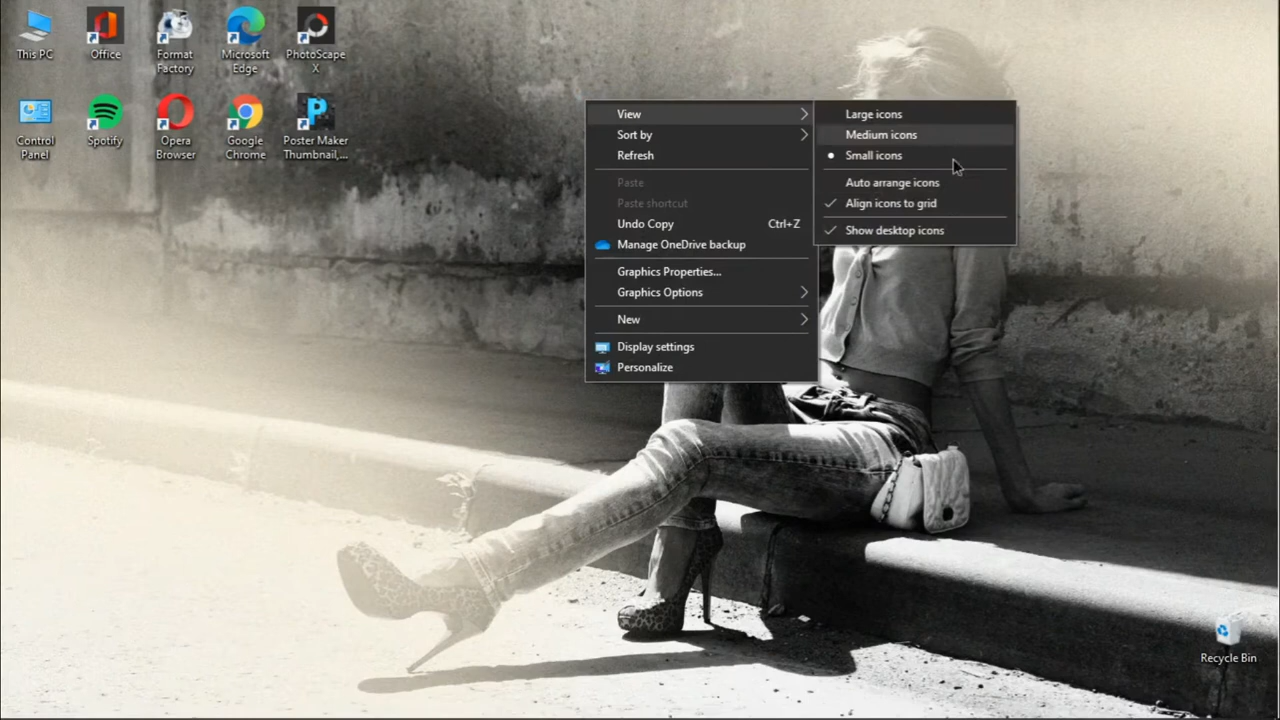 This PC
Office
Format
Factory
Microsoft
Edge
PhotoScape
X
Control
Panel
Spotify
Opera
Browser
Google
Chrome
Poster Maker
Thumbnail,...
View
Sort by
Refresh
Paste
Paste shortcut
Undo Copy Ctrl+Z
Manage OneDrive backup
Graphics Properties...
Graphics Options
New
Display settings
Personalize
Large icons
Medium icons
Small icons
Auto arrange icons
Align icons to grid
Show desktop icons
Recycle Bin